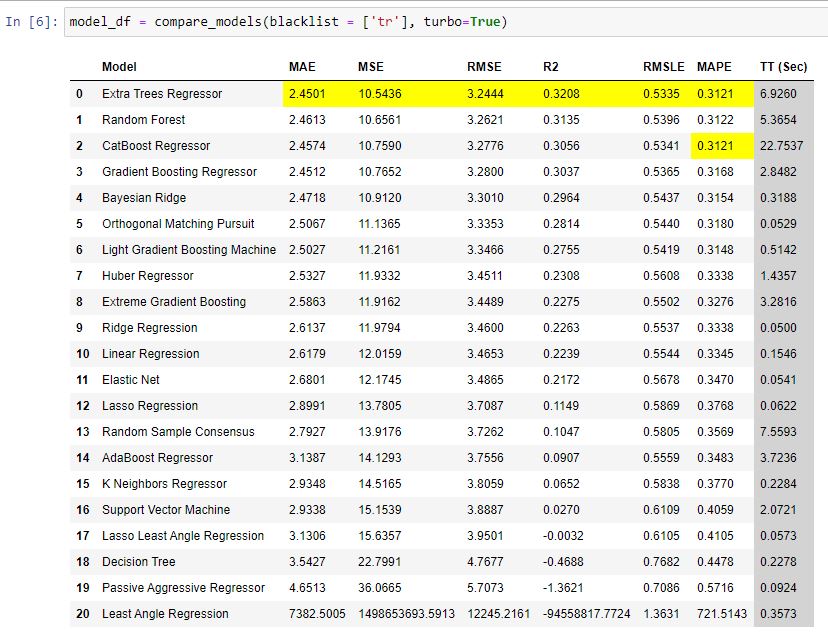 In [6]: model_df = compare_models(blacklist = ['tr'], turbo=True)
Model MAE MSE RMSE R2 RMSLE MAPE TT (Sec)
0 Extra Trees Regressor 2.4501 10.5436 3.2444 0.3208 0.5335 0.3121 6.9260
1 Random Forest 2.4613 10.6561 3.2621 0.3135 0.5396 0.3122 5.3654
2 CatBoost Regressor 2.4574 10.7590 3.2776 0.3056 0.5341 0.3121 22.7537
3 Gradient Boosting Regressor 2.4512 10.7652 3.2800 0.3037 0.5365 0.3168 2.8482
4 Bayesian Ridge 2.4718 10.9120 3.3010 0.2964 0.5437 0.3154 0.3188
5 Orthogonal Matching Pursuit 2.5067 11.1365 3.3353 0.2814 0.5440 0.3180 0.0529
6 Light Gradient Boosting Machine 2.5027 11.2161 3.3466 0.2755 0.5419 0.3148 0.5142
7 Huber Regressor 2.5327 11.9332 3.4511 0.2308 0.5608 0.3338 1.4357
8 Extreme Gradient Boosting 2.5863 11.9162 3.4489 0.2275 0.5502 0.3276 3.2816
9 Ridge Regression 2.6137 11.9794 3.4600 0.2263 0.5537 0.3338 0.0500
10 Linear Regression 2.6179 12.0159 3.4653 0.2239 0.5544 0.3345 0.1546
11 Elastic Net 2.6801 12.1745 3.4865 0.2172 0.5678 0.3470 0.0541
12 Lasso Regression 2.8991 13.7805 3.7087 0.1149 0.5869 0.3768 0.0622
13 Random Sample Consensus 2.7927 13.9176 3.7262 0.1047 0.5805 0.3569 7.5593
14 AdaBoost Regressor 3.1387 14.1293 3.7556 0.0907 0.5559 0.3483 3.7236
15 K Neighbors Regressor 2.9348 14.5165 3.8059 0.0652 0.5838 0.3770 0.2284
16 Support Vector Machine 2.9338 15.1539 3.8887 0.0270 0.6109 0.4059 2.0721
17 Lasso Least Angle Regression 3.1306 15.6357 3.9501 -0.0032 0.6105 0.4105 0.0573
18 Decision Tree 3.5427 22.7991 4.7677 -0.4688 0.7682 0.4478 0.2278
19 Passive Aggressive Regressor 4.6513 36.0665 5.7073 -1.3621 0.7086 0.5716 0.0924
20 Least Angle Regression 7382.5005 1498653693.5913 12245.2161 -94558817.7724 1.3631 721.5143 0.3573